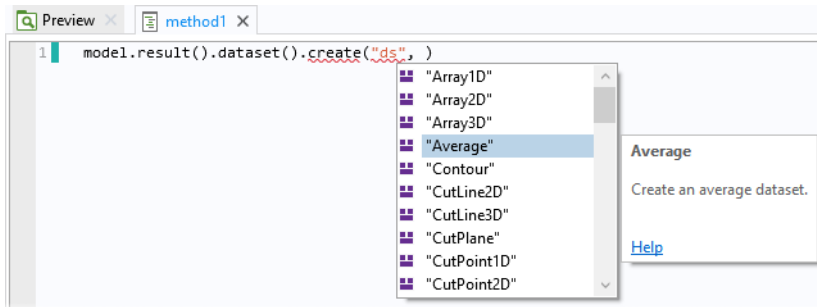 Preview method1
1 model.result().dataset().create("ds", )
"Array1D"
"Array2D"
"Array3D"
"Average"
"Contour"
"CutLine2D"
"CutLine3D"
"CutPlane"
"CutPoint1D"
"CutPoint2D"
Average
Create an average dataset.
Help